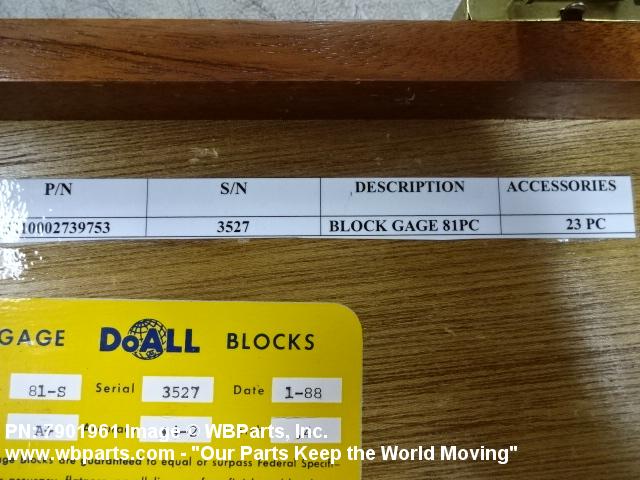 P/N S/N DESCRIPTION ACCESSORIES
10002739753 3527 BLOCK GAGE 81PC 23 PC
GAGE DoALL BLOCKS
81-S Serial 3527 Date 1-88
A+
PN 7901961 Image © WBParts, Inc.
www.wbparts.com - "Our Parts Keep the World Moving"
blocks are guaranteed to equal or surpass Federal Specifi-